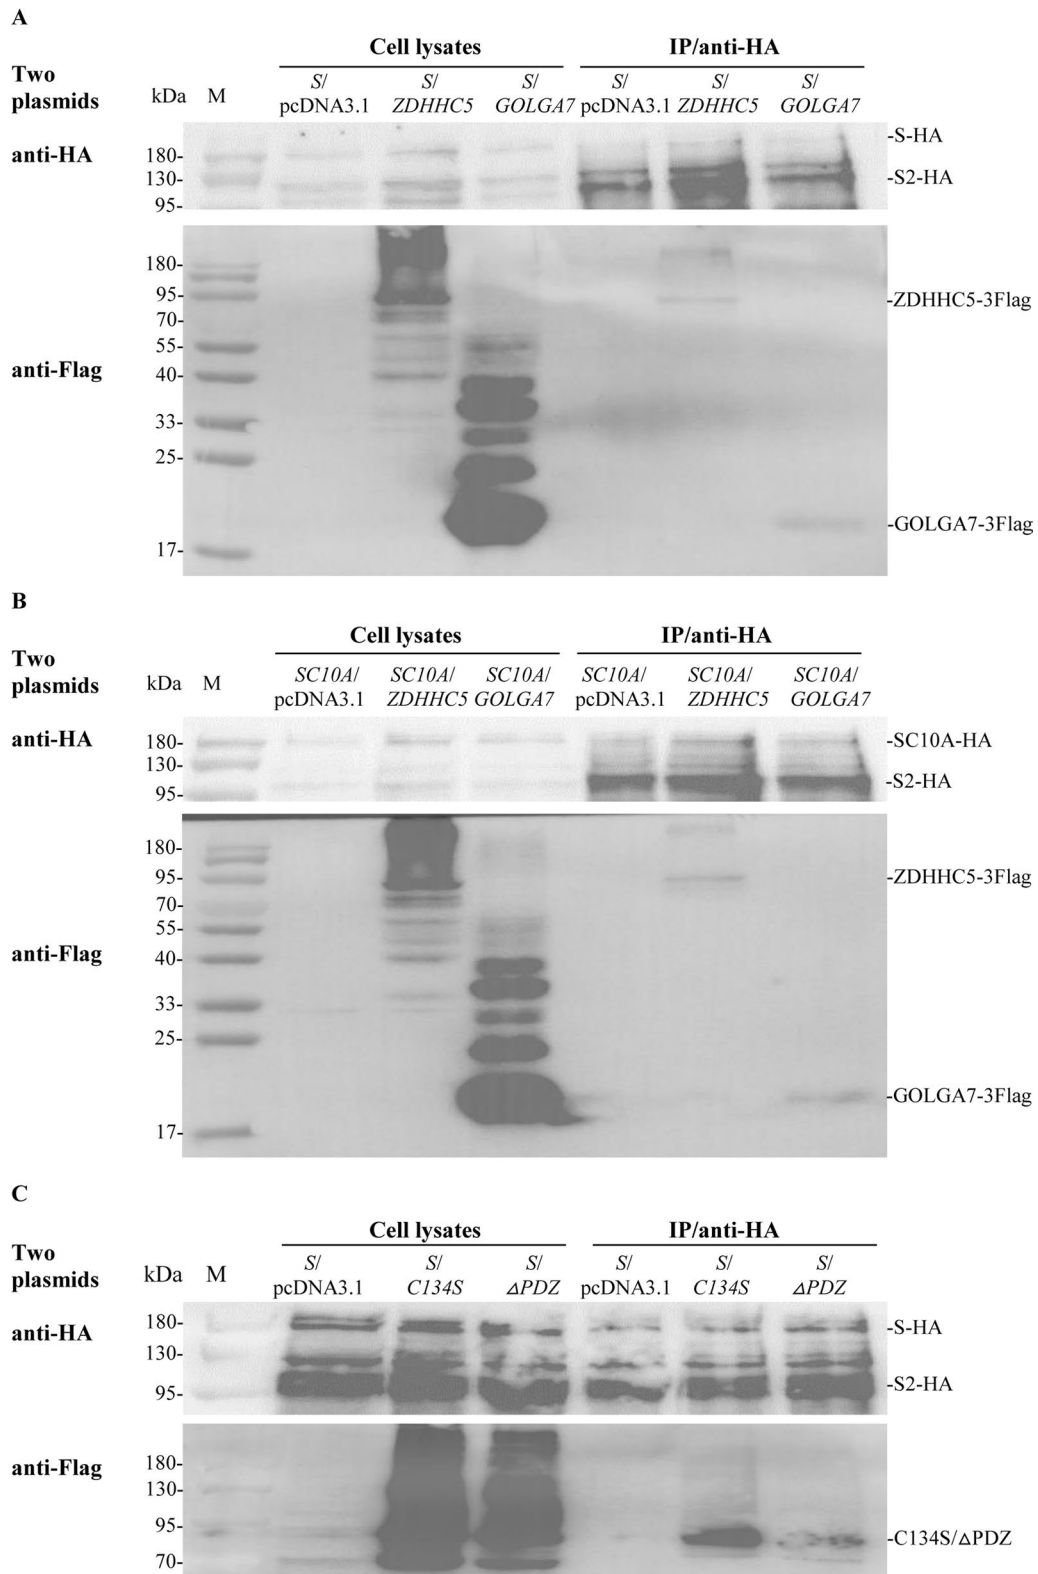 A
Cell lysates IP/anti-HA
Two plasmids kDa M S/pcDNA3.1 S/ZDHHC5 S/GOLGA7 S/pcDNA3.1 S/ZDHHC5 S/GOLGA7
anti-HA
180-
130-
95-
-S-HA
-S2-HA
anti-Flag
180-
95-
70-
55-
40-
33-
25-
17-
-ZDHHC5-3Flag
-GOLGA7-3Flag
B
Cell lysates IP/anti-HA
Two plasmids kDa M SC10A/pcDNA3.1 SC10A/ZDHHC5 SC10A/GOLGA7 SC10A/pcDNA3.1 SC10A/ZDHHC5 SC10A/GOLGA7
anti-HA
180-
130-
95-
-SC10A-HA
-S2-HA
anti-Flag
180-
95-
70-
55-
40-
33-
25-
17-
-ZDHHC5-3Flag
-GOLGA7-3Flag
C
Cell lysates IP/anti-HA
Two plasmids kDa M S/pcDNA3.1 S/C134S S/ΔPDZ S/pcDNA3.1 S/C134S S/ΔPDZ
anti-HA
180-
130-
95-
-S-HA
-S2-HA
anti-Flag
180-
130-
95-
70-
-C134S/ΔPDZ